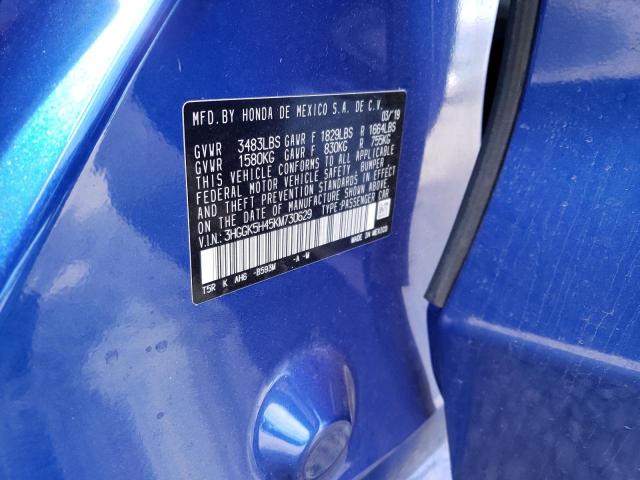 MFD.BY HONDA DE MEXICO S.A. DE C.V.
03/19
GVWR 3483LBS GAWR F 1829LBS R 1664LBS
GVWR 1580KG GAWR F 830KG R 755KG
THIS VEHICLE CONFORMS TO ALL APPLICABLE
FEDERAL MOTOR VEHICLE SAFETY, BUMPER
AND THEFT PREVENTION STANDARDS IN EFFECT
ON THE DATE OF MANUFACTURE SHOWN ABOVE.
V.I.N.: 3HGGK5H45KM730629 TYPE:PASSENGER CAR
T5R K AHG -B593M -A -M
MADE IN MEXICO